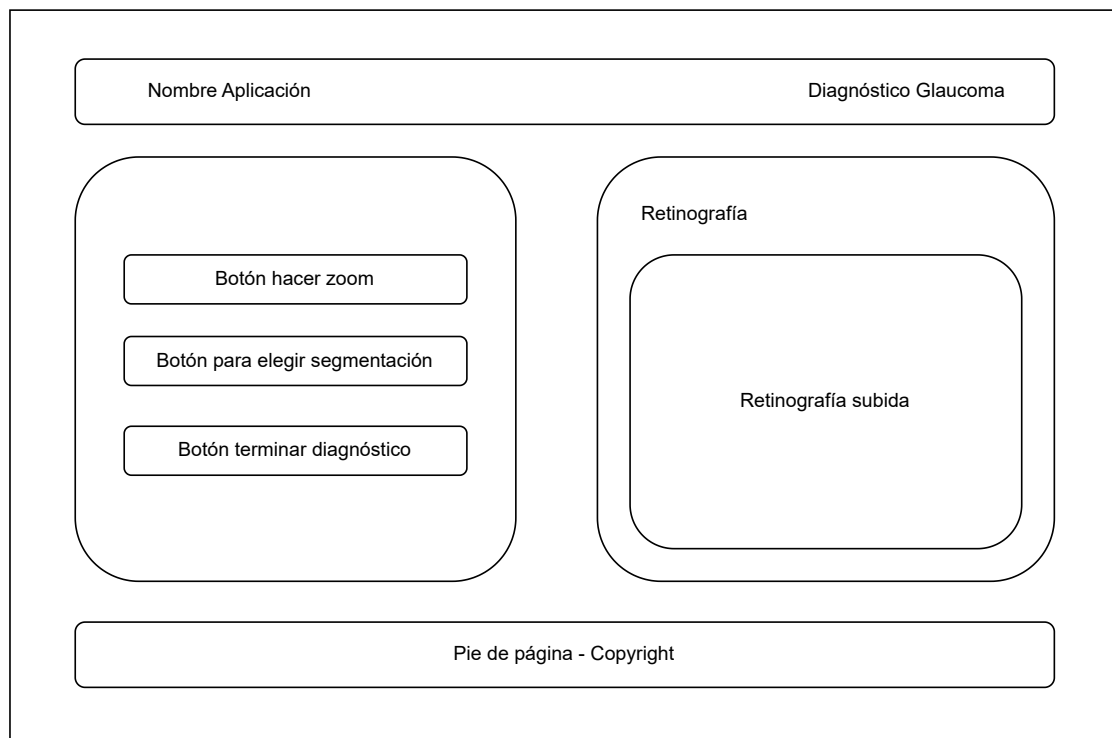 Nombre Aplicación
Diagnóstico Glaucoma
Botón hacer zoom
Botón para elegir segmentación
Botón terminar diagnóstico
Retinografía
Retinografía subida
Pie de página - Copyright